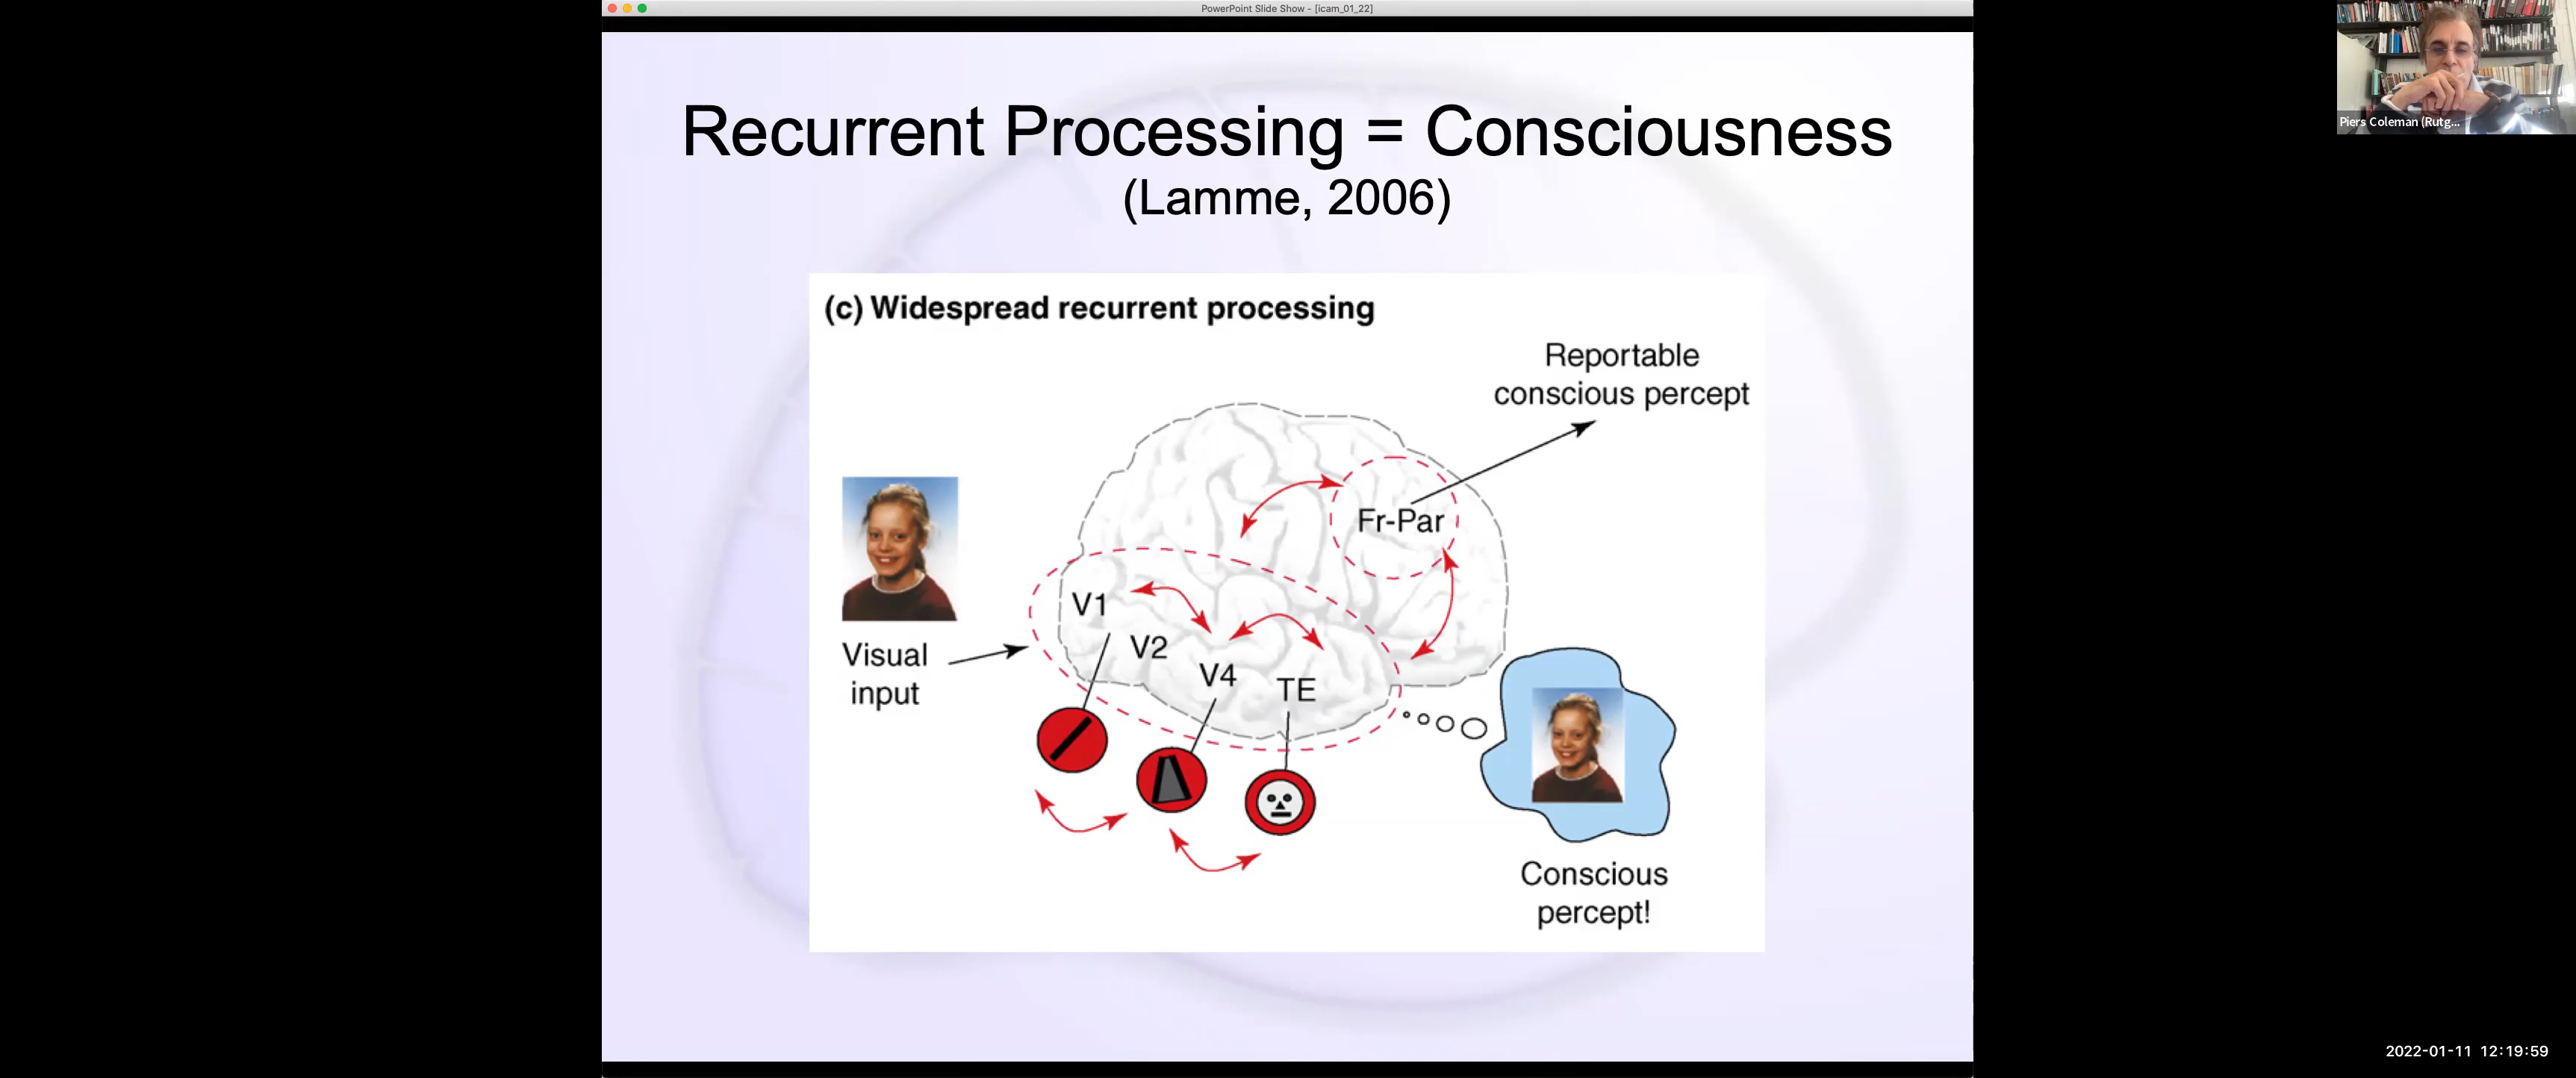 PowerPoint Slide Show - [icam_01_22]
Piers Coleman (Rutg...
Recurrent Processing = Consciousness
(Lamme, 2006)
(c) Widespread recurrent processing
Reportable
conscious percept
Fr-Par
V1
V2
V4
TE
Visual
input
Conscious
percept!
2022-01-11 12:19:59